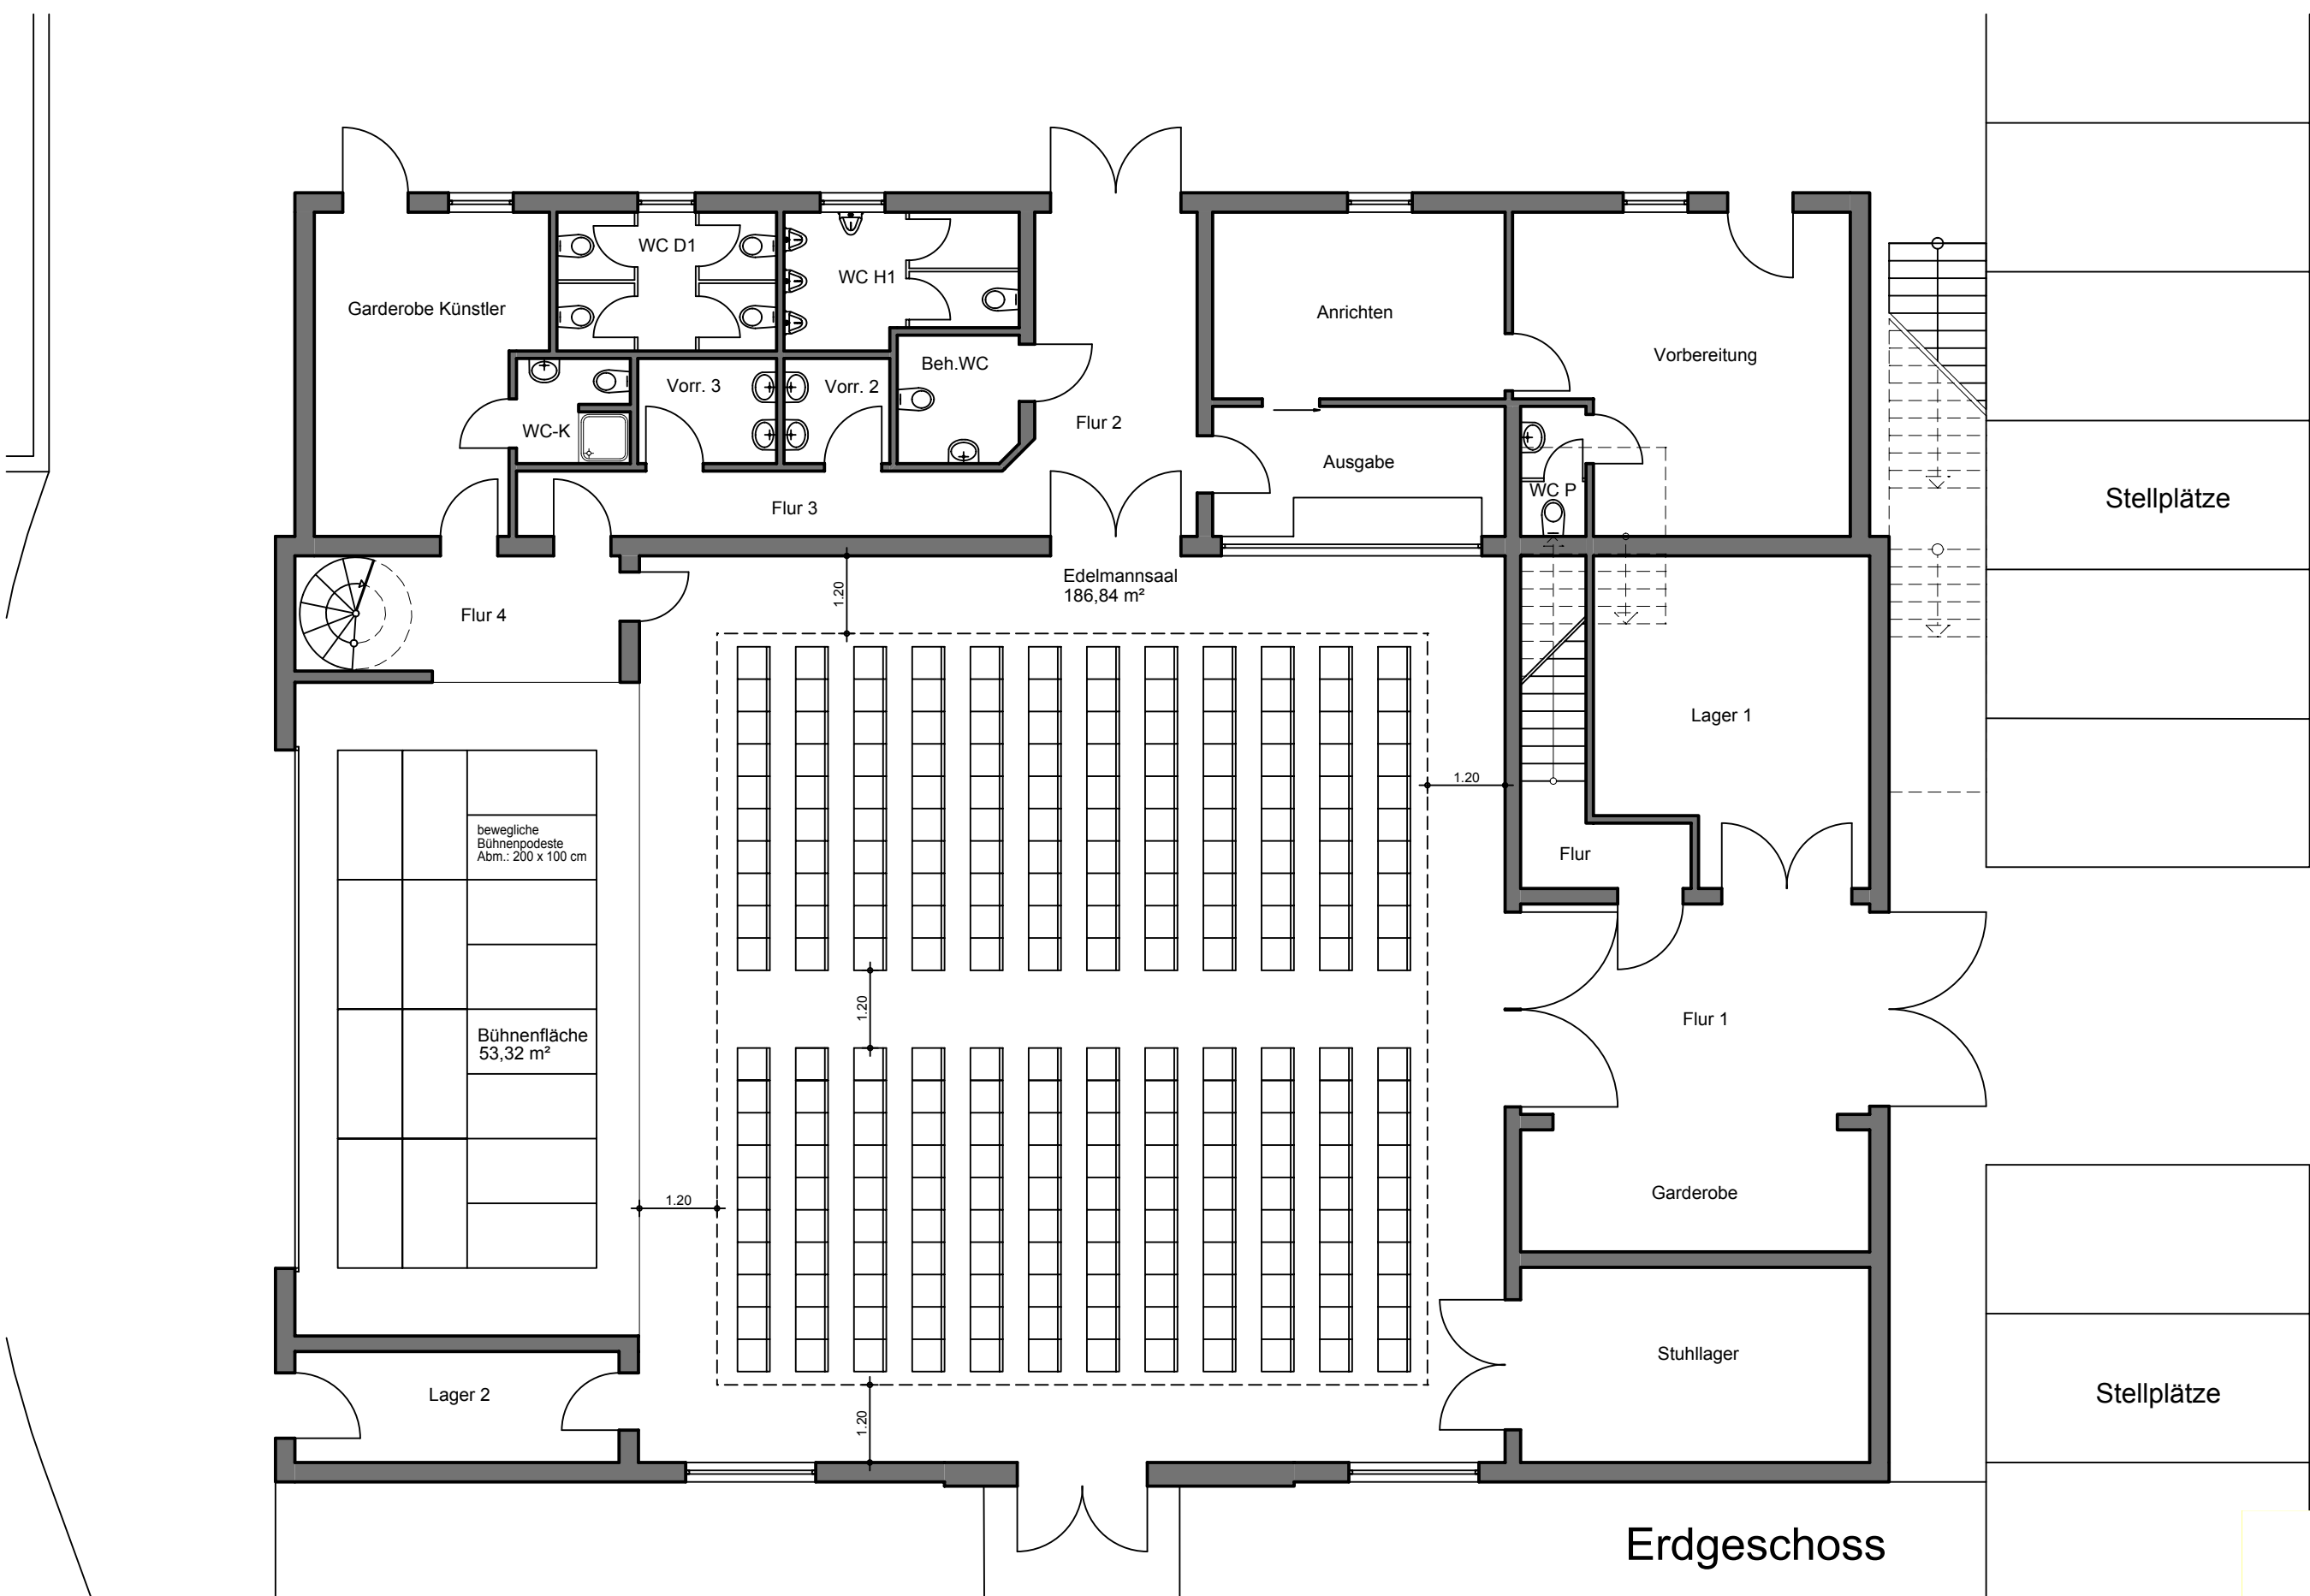 WC D1
WC H1
Garderobe Künstler
Anrichten
Vorbereitung
Beh.WC
Vorr. 3
Vorr. 2
WC-K
Flur 2
Ausgabe
WC P
Stellplätze
Flur 3
Edelmannsaal
186,84 m²
1.20
Flur 4
Lager 1
1.20
bewegliche
Bühnenpodeste
Abm.: 200 x 100 cm
Flur
1.20
Flur 1
Bühnenfläche
53,32 m²
1.20
Garderobe
Stuhllager
Lager 2
Stellplätze
1.20
Erdgeschoss